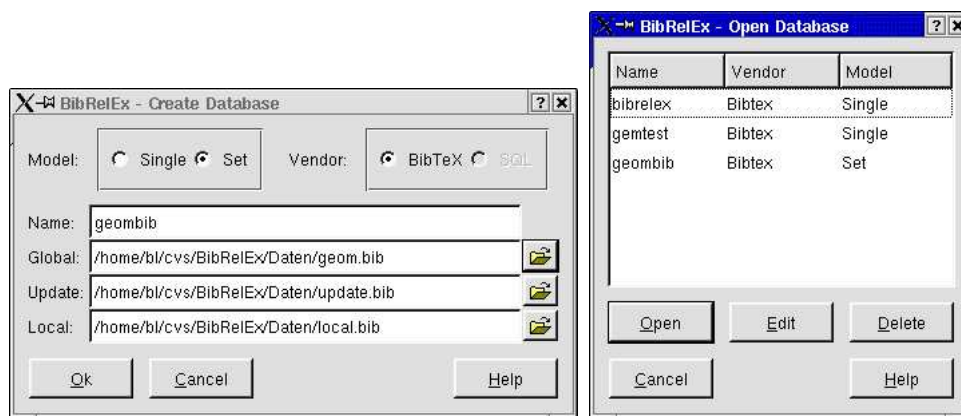 BibRelEx - Create Database
Model: Single Set Vendor: BibTeX SQL
Name: geombib
Global: /home/bl/cvs/BibRelEx/Daten/geom.bib
Update: /home/bl/cvs/BibRelEx/Daten/update.bib
Local: /home/bl/cvs/BibRelEx/Daten/local.bib
Ok Cancel Help
BibRelEx - Open Database
Name Vendor Model
bibrelex Bibtex Single
gemtest Bibtex Single
geombib Bibtex Set
Open Edit Delete
Cancel Help